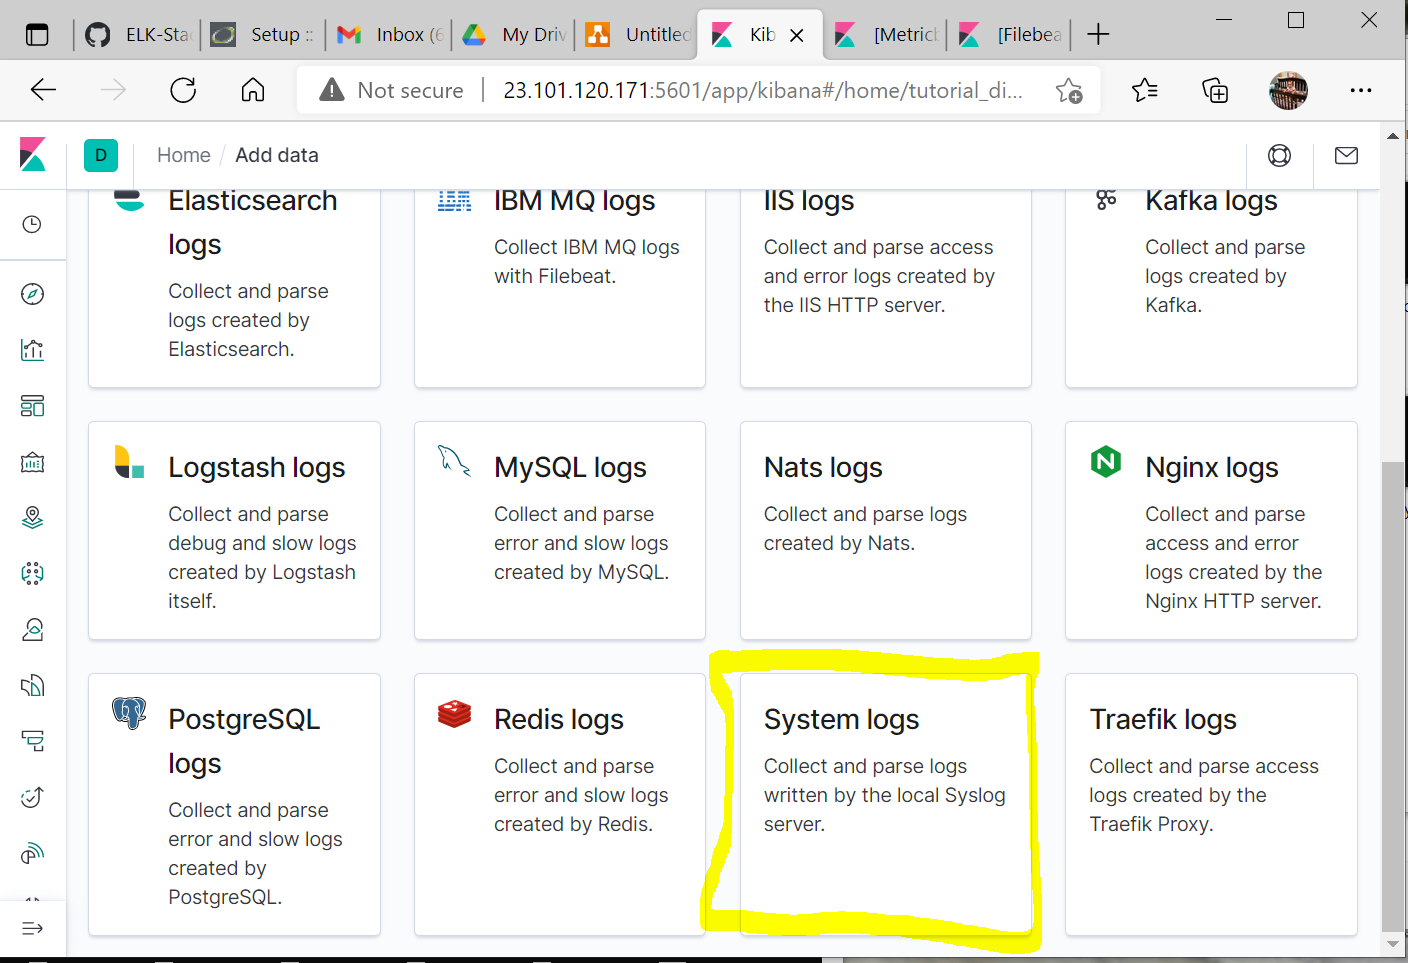 ELK-Sta
Setup ::
Inbox (6
My Driv
Untitled
Kib
[Metricb
[Filebea
Not secure
23.101.120.171:5601/app/kibana#/home/tutorial_di...
D
Home / Add data
Elasticsearch
logs
Collect and parse
logs created by
Elasticsearch.
IBM MQ logs
Collect IBM MQ logs
with Filebeat.
IIS logs
Collect and parse access
and error logs created by
the IIS HTTP server.
Kafka logs
Collect and parse
logs created by
Kafka.
Logstash logs
Collect and parse
debug and slow logs
created by Logstash
itself.
MySQL logs
Collect and parse
error and slow logs
created by MySQL.
Nats logs
Collect and parse logs
created by Nats.
Nginx logs
Collect and parse
access and error
logs created by the
Nginx HTTP server.
PostgreSQL
logs
Collect and parse
error and slow logs
created by
PostgreSQL.
Redis logs
Collect and parse
error and slow logs
created by Redis.
System logs
Collect and parse logs
written by the local Syslog
server.
Traefik logs
Collect and parse access
logs created by the
Traefik Proxy.